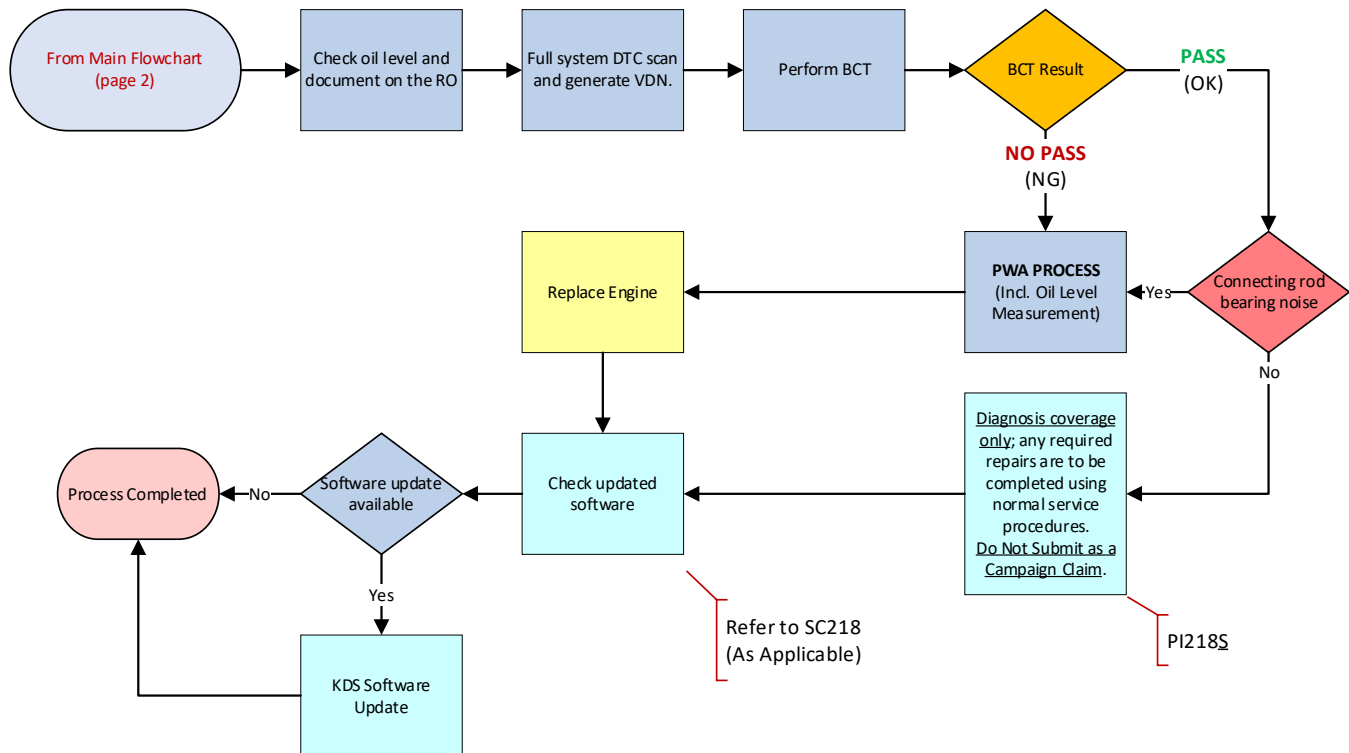 From Main Flowchart
(page 2)
Check oil level and
document on the RO
Full system DTC scan
and generate VDN.
Perform BCT
BCT Result
PASS
(OK)
NO PASS
(NG)
Replace Engine
PWA PROCESS
(Incl. Oil Level
Measurement)
Yes
Connecting rod
bearing noise
No
Process Completed
No
Software update
available
Check updated
software
Diagnosis coverage
only; any required
repairs are to be
completed using
normal service
procedures.
Do Not Submit as a
Campaign Claim.
Yes
KDS Software
Update
Refer to SC218
(As Applicable)
PI218S